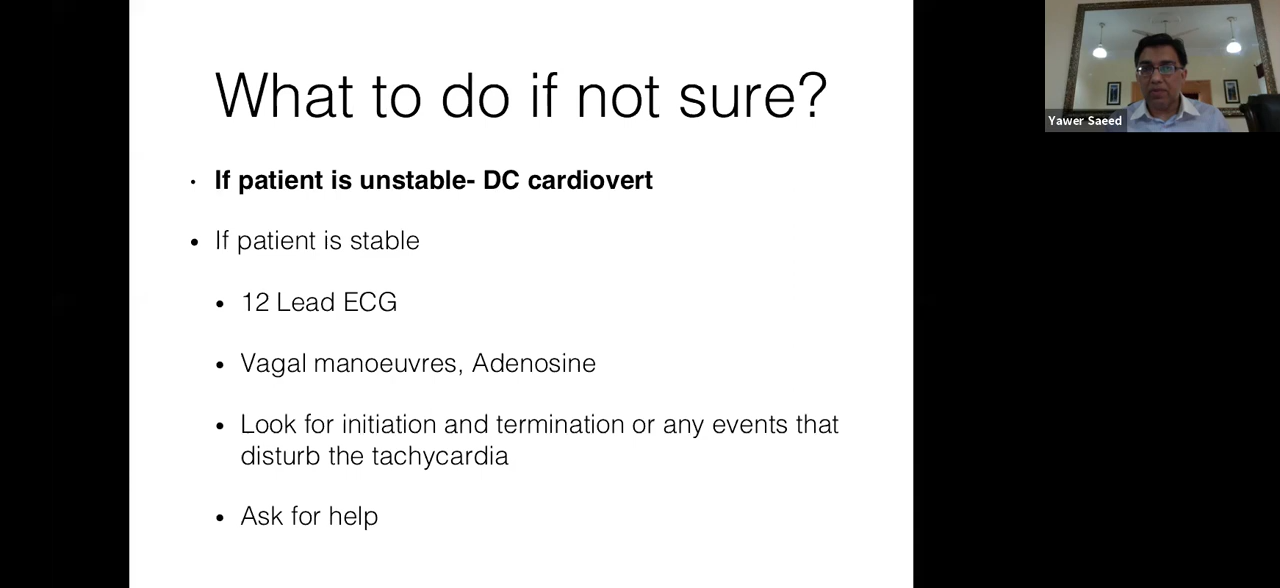 What to do if not sure?
• If patient is unstable- DC cardiovert
• If patient is stable
• 12 Lead ECG
• Vagal manoeuvres, Adenosine
• Look for initiation and termination or any events that
disturb the tachycardia
• Ask for help
Yawer Saeed